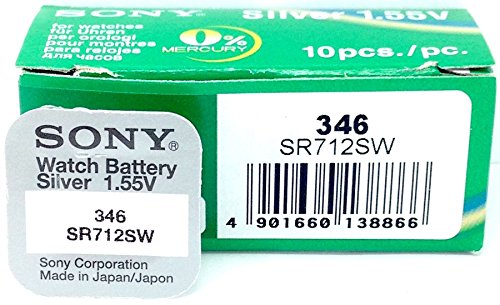 SONY
for watches
für Uhren
per orologi
pour montres
para relojes
для часов
0%
MERCURY
Silver 1.55V
10pcs./pc.
346
SR712SW
4 901660 138866
SONY
Watch Battery
Silver 1.55V
346
SR712SW
Sony Corporation
Made in Japan/Japon